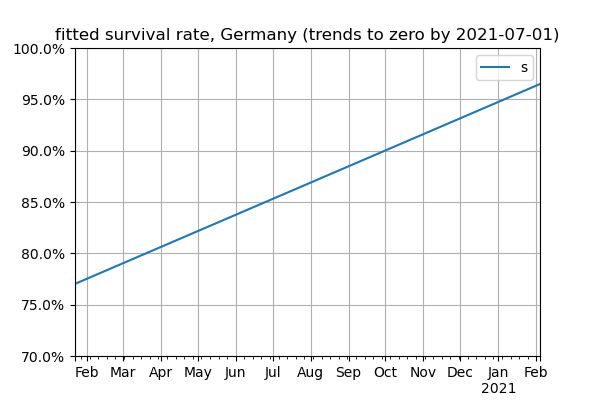 fitted survival rate, Germany (trends to zero by 2021-07-01)
100.0%
s
95.0%
90.0%
85.0%
80.0%
75.0%
70.0%
Feb Mar Apr May Jun Jul Aug Sep Oct Nov Dec Jan Feb
2021